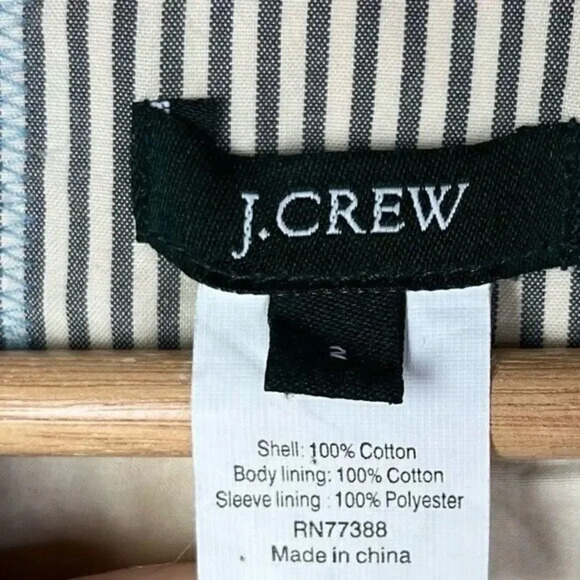 J.CREW
2
Shell: 100% Cotton
Body lining: 100% Cotton
Sleeve lining : 100% Polyester
RN77388
Made in china